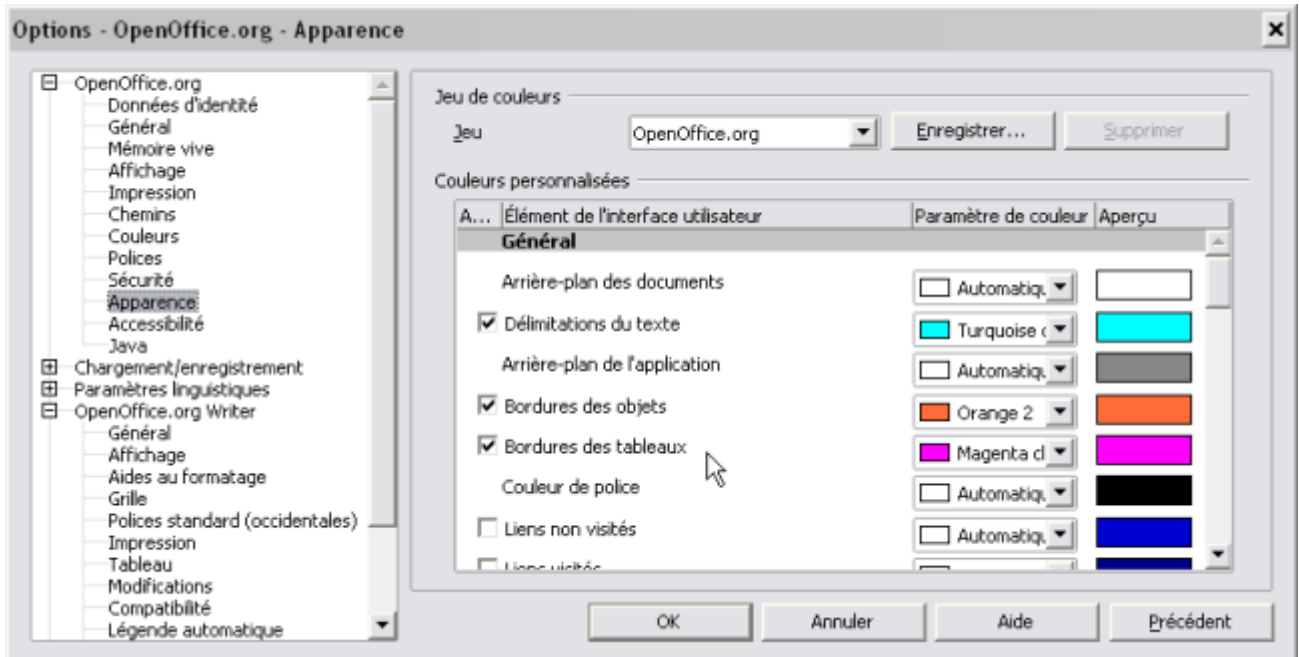 Options - OpenOffice.org - Apparence
OpenOffice.org
Données d'identité
Général
Mémoire vive
Affichage
Impression
Chemins
Couleurs
Polices
Sécurité
Apparence
Accessibilité
Java
Chargement/enregistrement
Paramètres linguistiques
OpenOffice.org Writer
Général
Affichage
Aides au formatage
Grille
Polices standard (occidentales)
Impression
Tableau
Modifications
Compatibilité
Légende automatique
Jeu de couleurs
Jeu OpenOffice.org Enregistrer... Supprimer
Couleurs personnalisées
A... Élément de l'interface utilisateur Paramètre de couleur Aperçu
Général
Arrière-plan des documents Automatiqu
Délimitations du texte Turquoise c
Arrière-plan de l'application Automatiqu
Bordures des objets Orange 2
Bordures des tableaux Magenta cl
Couleur de police Automatiqu
Liens non visités Automatiqu
Liens visités
OK Annuler Aide Précédent